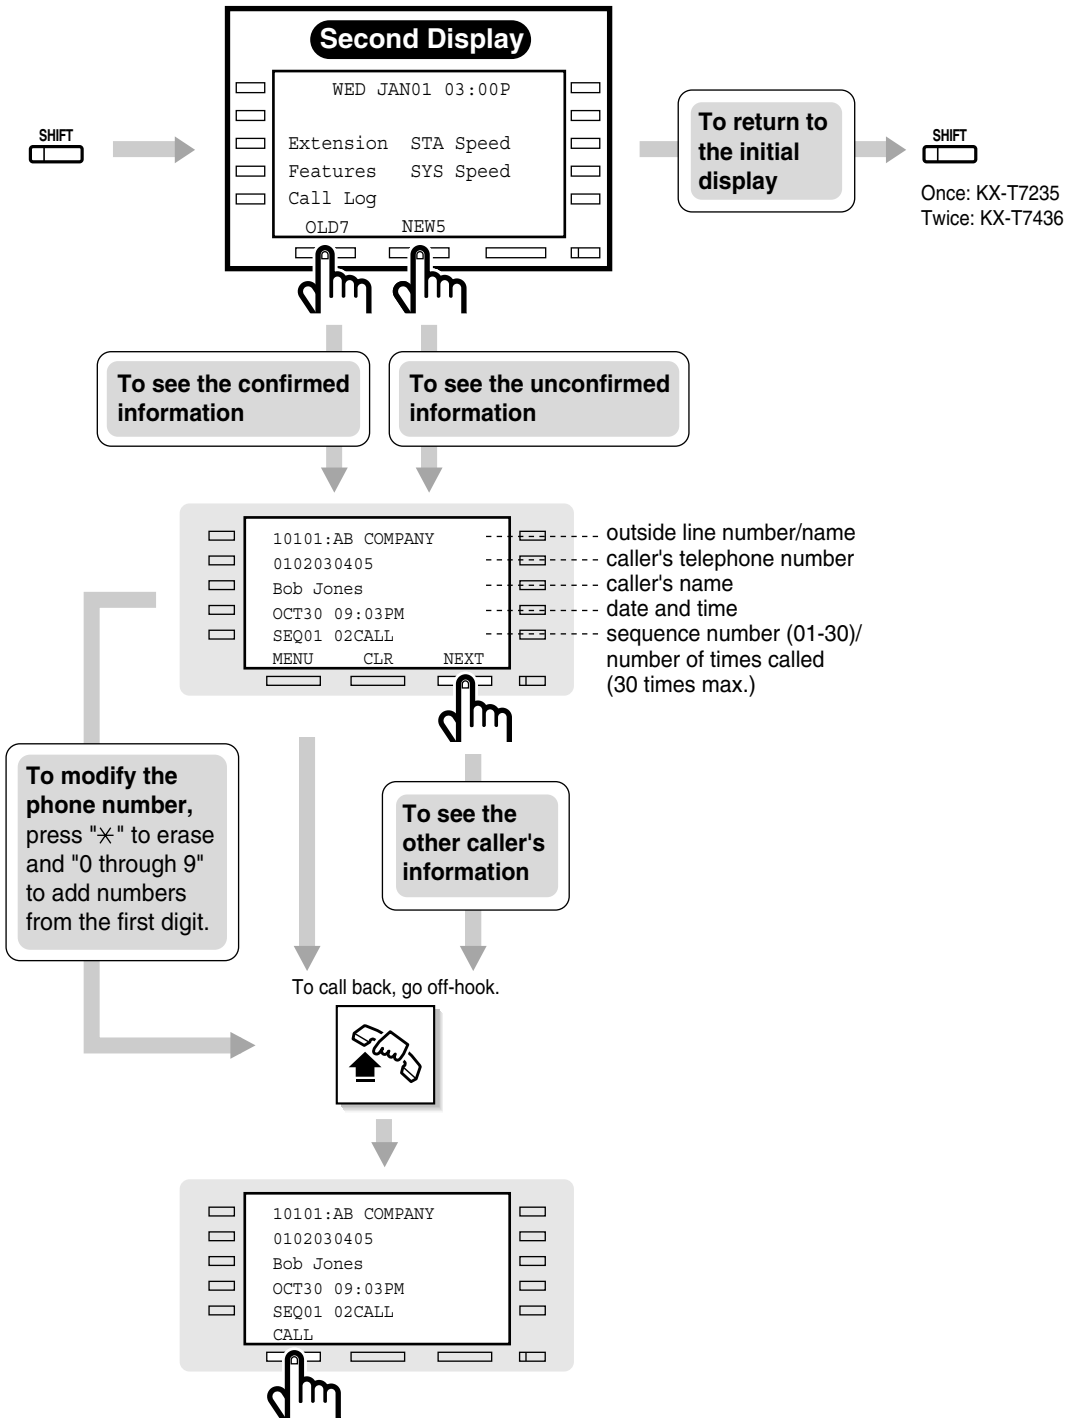 Second Display
WED JAN01 03:00P
Extension STA Speed
Features SYS Speed
Call Log
OLD7 NEW5
SHIFT
To return to
the initial
display
SHIFT
Once: KX-T7235
Twice: KX-T7436
To see the confirmed
information
To see the unconfirmed
information
10101:AB COMPANY
0102030405
Bob Jones
OCT30 09:03PM
SEQ01 02CALL
MENU CLR NEXT
outside line number/name
caller's telephone number
caller's name
date and time
sequence number (01-30)/
number of times called
(30 times max.)
To modify the
phone number,
press "✳" to erase
and "0 through 9"
to add numbers
from the first digit.
To see the
other caller's
information
To call back, go off-hook.
10101:AB COMPANY
0102030405
Bob Jones
OCT30 09:03PM
SEQ01 02CALL
CALL